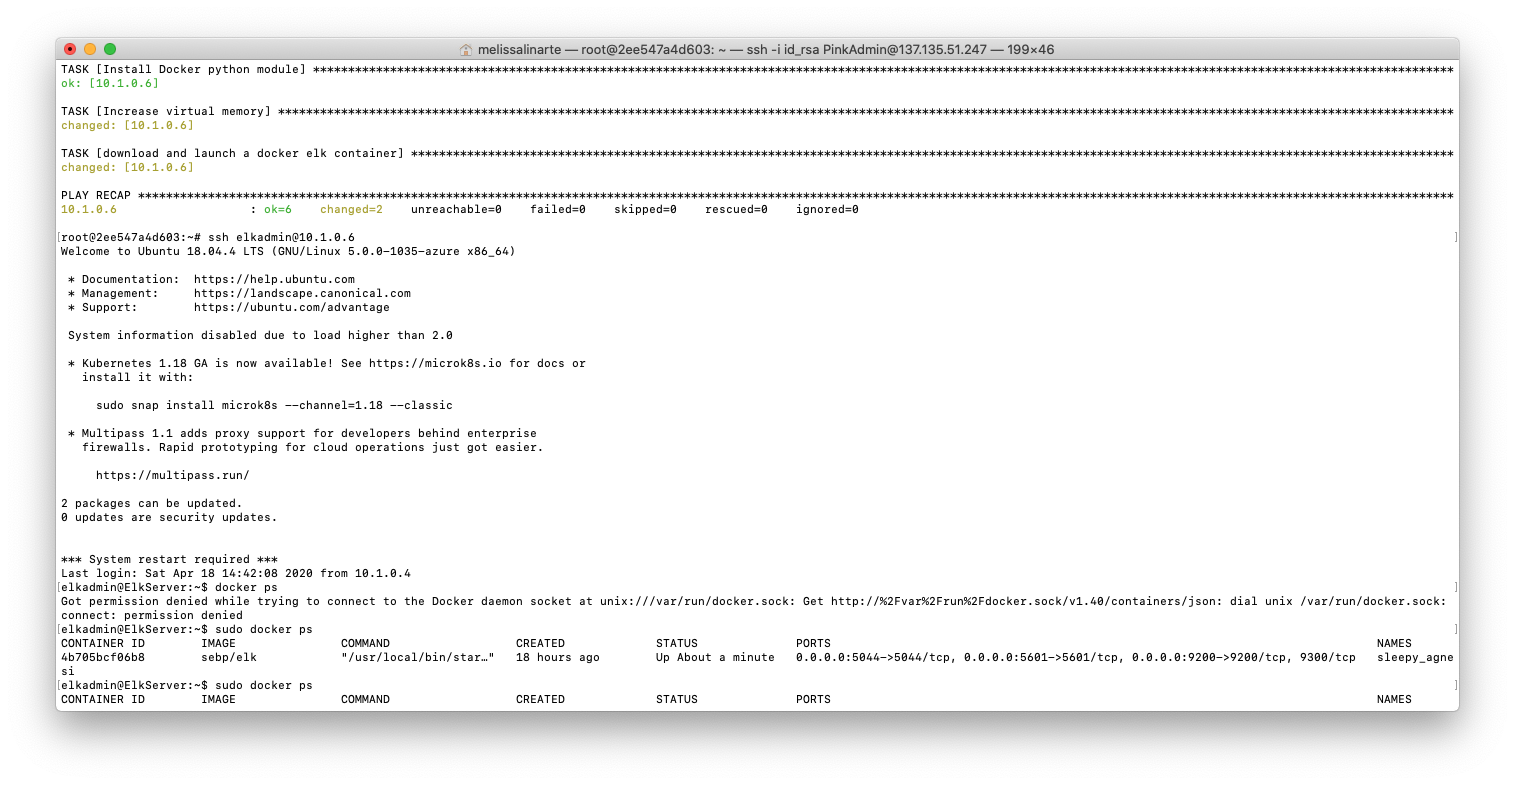 melissalinarte — root@2ee547a4d603: ~ — ssh -i id_rsa PinkAdmin@137.135.51.247 — 199×46
TASK [Install Docker python module] *******************************************************************************************************************************************************************
ok: [10.1.0.6]
TASK [Increase virtual memory] ************************************************************************************************************************************************************************
changed: [10.1.0.6]
TASK [download and launch a docker elk container] *****************************************************************************************************************************************************
changed: [10.1.0.6]
PLAY RECAP ********************************************************************************************************************************************************************************************
10.1.0.6                   : ok=6    changed=2    unreachable=0    failed=0    skipped=0    rescued=0    ignored=0
[root@2ee547a4d603:~# ssh elkadmin@10.1.0.6 ]
Welcome to Ubuntu 18.04.4 LTS (GNU/Linux 5.0.0-1035-azure x86_64)
* Documentation:  https://help.ubuntu.com
* Management:     https://landscape.canonical.com
* Support:        https://ubuntu.com/advantage
System information disabled due to load higher than 2.0
* Kubernetes 1.18 GA is now available! See https://microk8s.io for docs or
install it with:
sudo snap install microk8s --channel=1.18 --classic
* Multipass 1.1 adds proxy support for developers behind enterprise
firewalls. Rapid prototyping for cloud operations just got easier.
https://multipass.run/
2 packages can be updated.
0 updates are security updates.
*** System restart required ***
Last login: Sat Apr 18 14:42:08 2020 from 10.1.0.4
[elkadmin@ElkServer:~$ docker ps ]
Got permission denied while trying to connect to the Docker daemon socket at unix:///var/run/docker.sock: Get http://%2Fvar%2Frun%2Fdocker.sock/v1.40/containers/json: dial unix /var/run/docker.sock:
connect: permission denied
[elkadmin@ElkServer:~$ sudo docker ps ]
CONTAINER ID        IMAGE               COMMAND                  CREATED             STATUS              PORTS                                                                              NAMES
4b705bcf06b8        sebp/elk            "/usr/local/bin/star…"   18 hours ago        Up About a minute   0.0.0.0:5044->5044/tcp, 0.0.0.0:5601->5601/tcp, 0.0.0.0:9200->9200/tcp, 9300/tcp   sleepy_agne
si
[elkadmin@ElkServer:~$ sudo docker ps ]
CONTAINER ID        IMAGE               COMMAND                  CREATED             STATUS              PORTS                                                                              NAMES